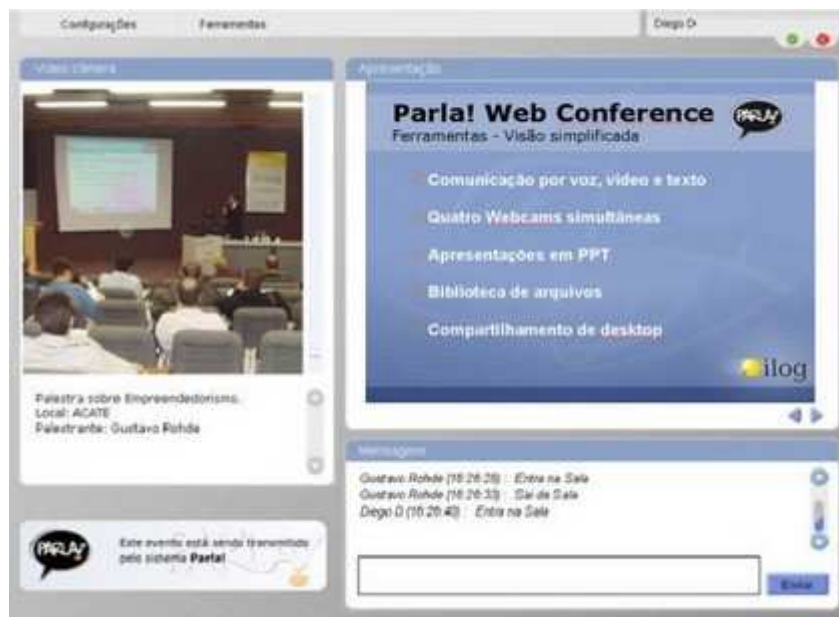 Configurações Ferramentas
Diego D
Vídeo câmera
Palestra sobre Empreendedorismo.
Local: ACATE
Palestrante: Gustavo Rohde
PARLA!
Este evento está sendo transmitido
pelo sistema Parla!
Apresentação
Parla! Web Conference
PARLA!
Ferramentas - Visão simplificada
Comunicação por voz, vídeo e texto
Quatro Webcams simultâneas
Apresentações em PPT
Biblioteca de arquivos
Compartilhamento de desktop
ilog
Mensagens
Gustavo Rohde (16:26:28) : Entra na Sala
Gustavo Rohde (16:26:33) : Sai da Sala
Diego D (16:26:40) : Entra na Sala
Enviar